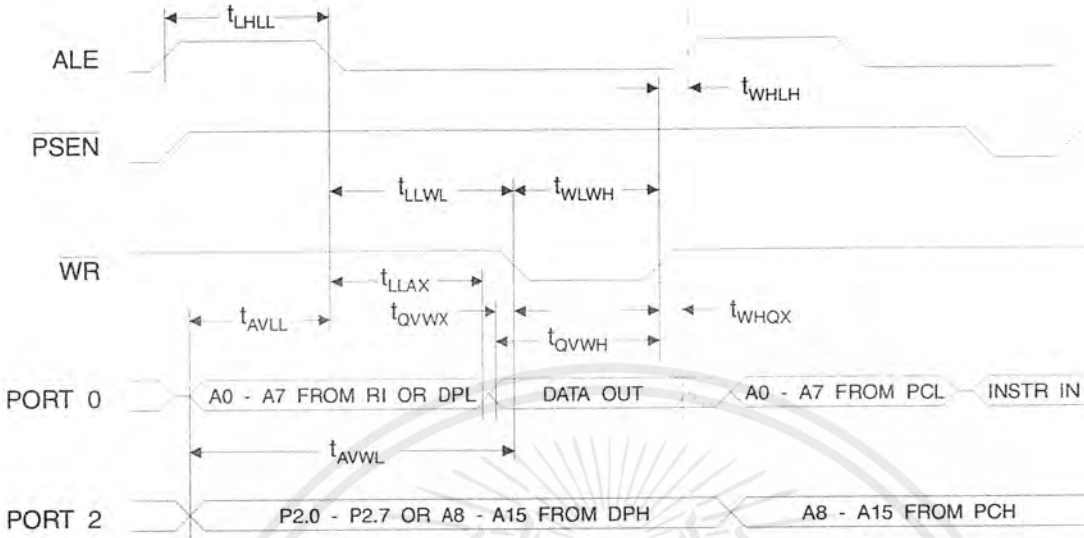 tLHLL
ALE
tWHLH
PSEN
tLLWL
tWLWH
WR
tLLAX
tAVLL
tQVWX
tWHQX
tQVWH
PORT 0
A0 - A7 FROM RI OR DPL
DATA OUT
A0 - A7 FROM PCL
INSTR IN
tAVWL
PORT 2
P2.0 - P2.7 OR A8 - A15 FROM DPH
A8 - A15 FROM PCH